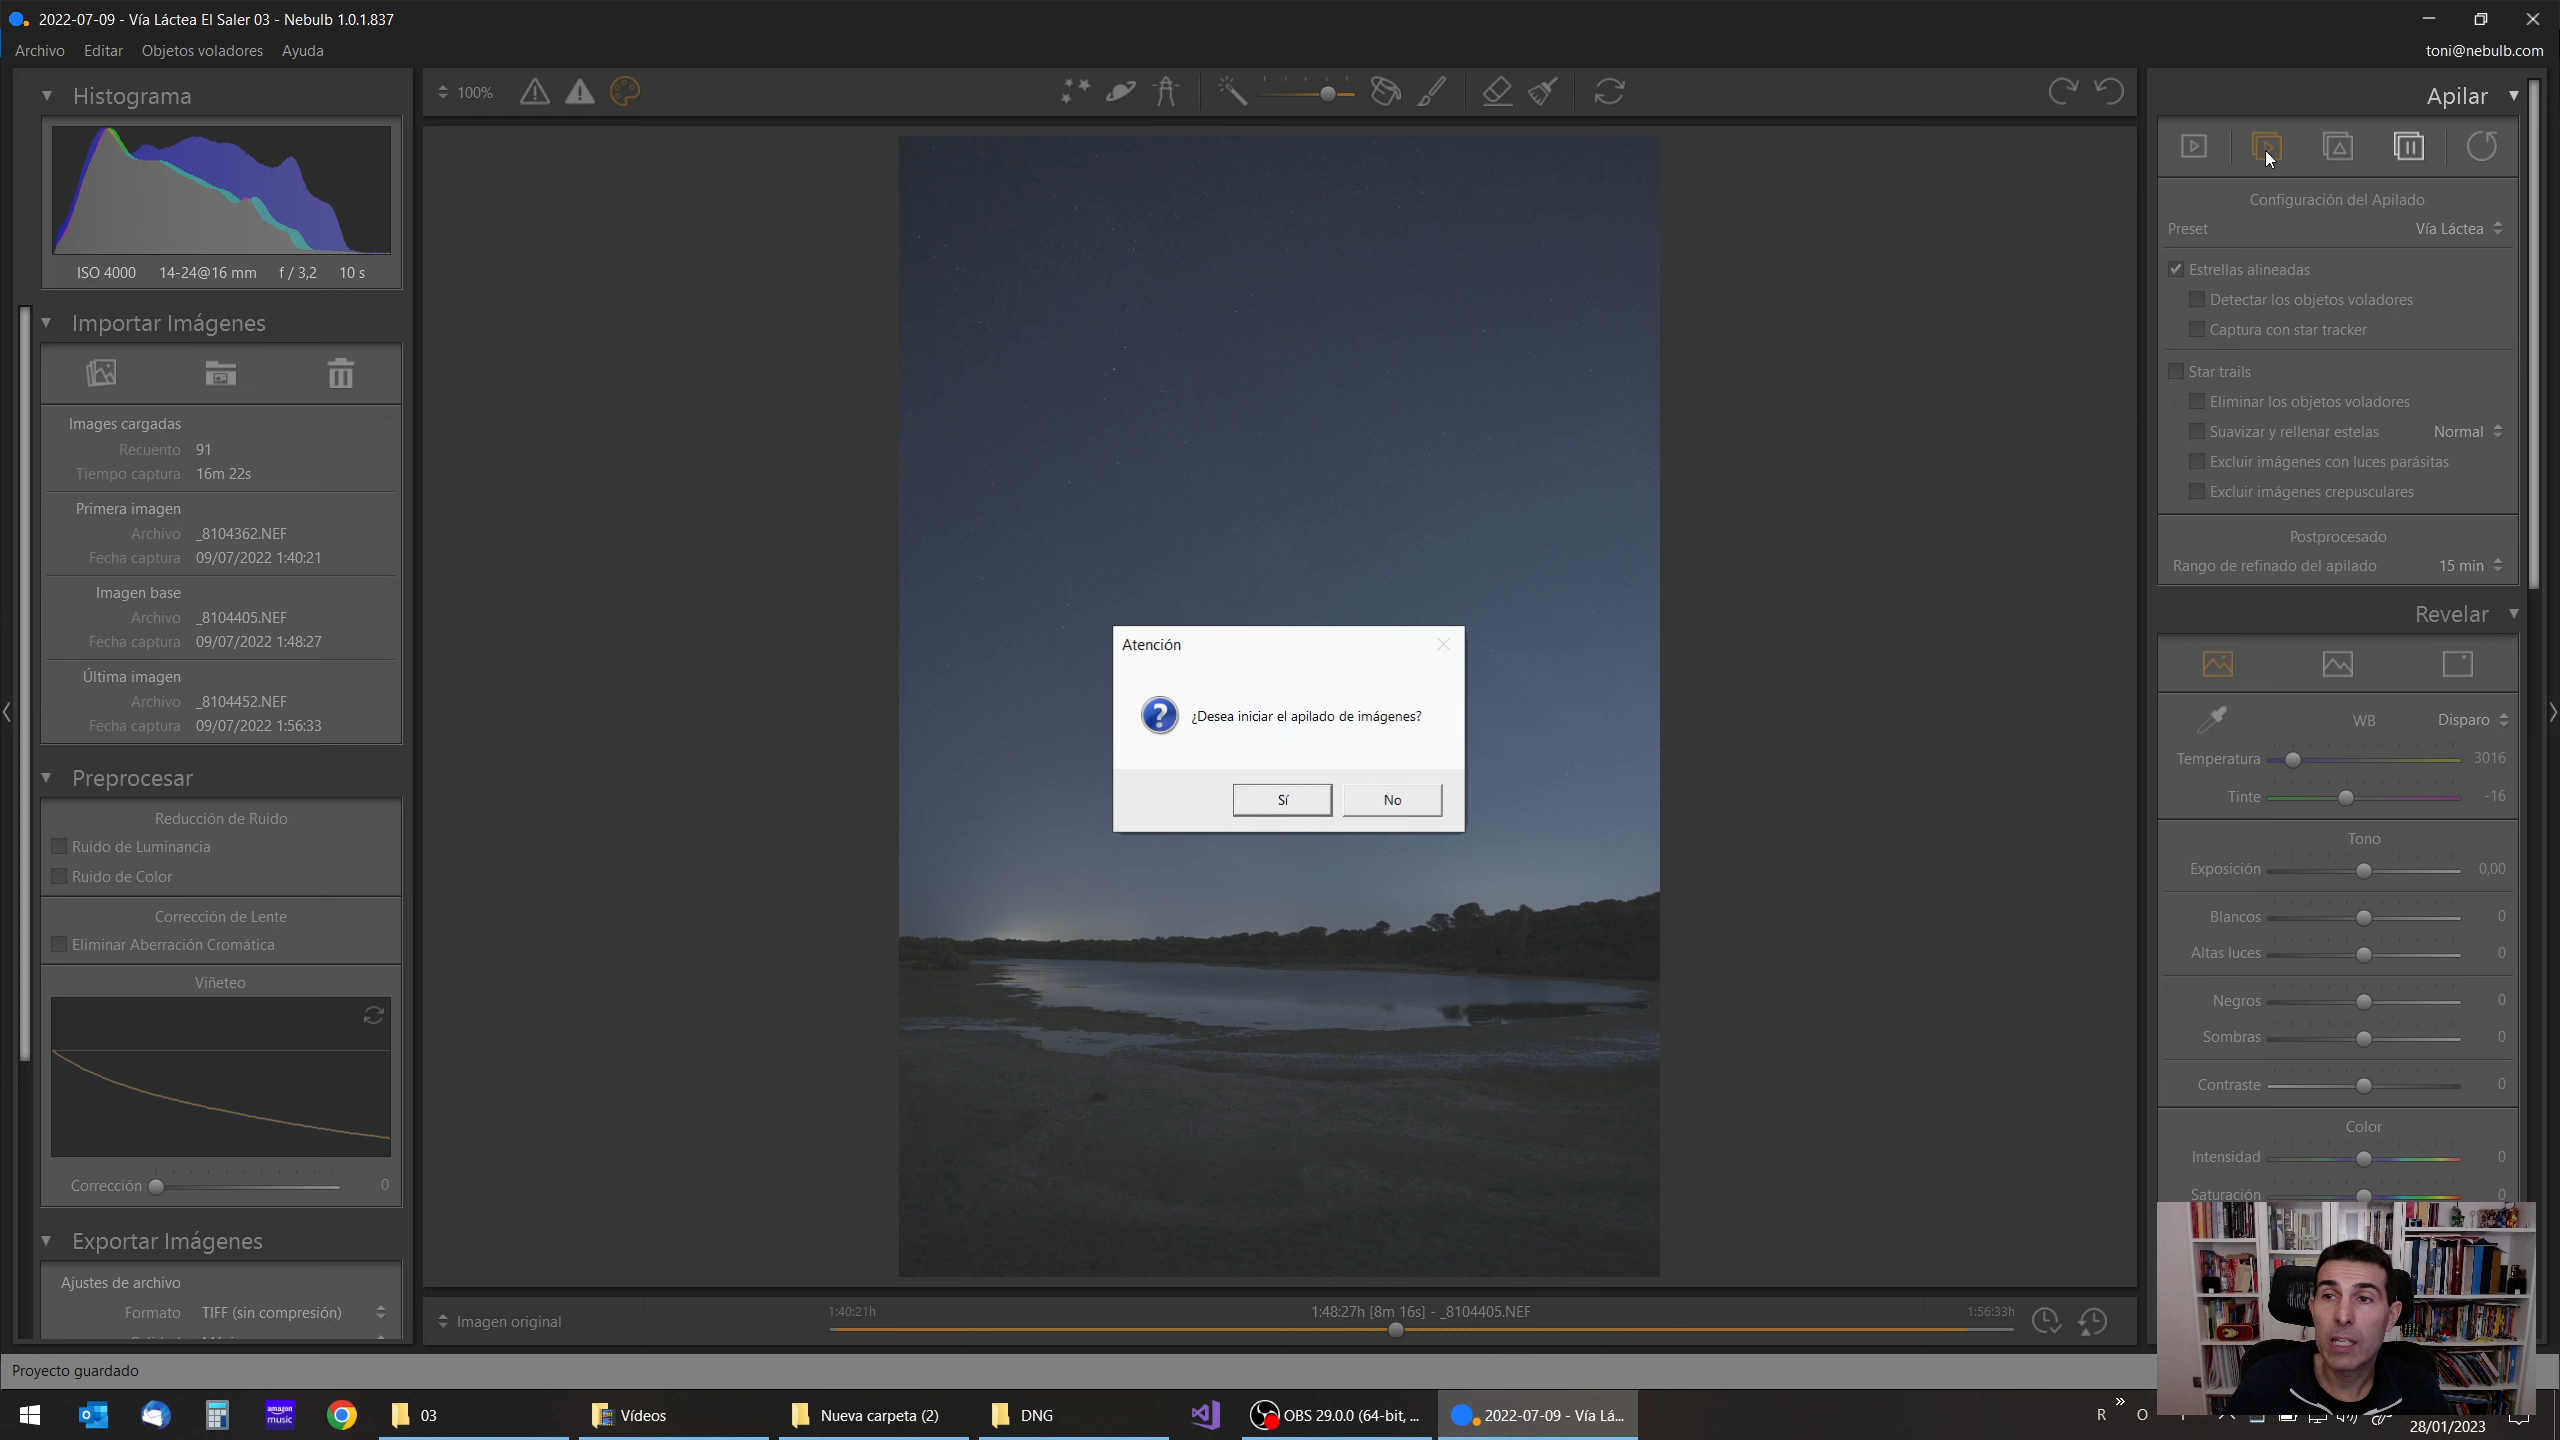 2022-07-09 - Vía Láctea El Saler 03 - Nebulb 1.0.1.837
Archivo Editar Objetos voladores Ayuda
toni@nebulb.com
Histograma
ISO 4000 14-24@16 mm f / 3,2 10 s
Importar Imágenes
Images cargadas
Recuento 91
Tiempo captura 16m 22s
Primera imagen
Archivo _8104362.NEF
Fecha captura 09/07/2022 1:40:21
Imagen base
Archivo _8104405.NEF
Fecha captura 09/07/2022 1:48:27
Última imagen
Archivo _8104452.NEF
Fecha captura 09/07/2022 1:56:33
Preprocesar
Reducción de Ruido
Ruido de Luminancia
Ruido de Color
Corrección de Lente
Eliminar Aberración Cromática
Viñeteo
Corrección 0
Exportar Imágenes
Ajustes de archivo
Formato TIFF (sin compresión)
100%
Atención
¿Desea iniciar el apilado de imágenes?
Sí No
Imagen original
1:40:21h 1:48:27h [8m 16s] - _8104405.NEF 1:56:33h
Apilar
Configuración del Apilado
Preset Vía Láctea
Estrellas alineadas
Detectar los objetos voladores
Captura con star tracker
Star trails
Eliminar los objetos voladores
Suavizar y rellenar estelas Normal
Excluir imágenes con luces parásitas
Excluir imágenes crepusculares
Postprocesado
Rango de refinado del apilado 15 min
Revelar
WB Disparo
Temperatura 3016
Tinte -16
Tono
Exposición 0,00
Blancos 0
Altas luces 0
Negros 0
Sombras 0
Contraste 0
Color
Intensidad 0
Saturación 0
Proyecto guardado
amazon music
03
Vídeos
Nueva carpeta (2)
DNG
OBS 29.0.0 (64-bit, ...
2022-07-09 - Vía Lá...
R O
28/01/2023